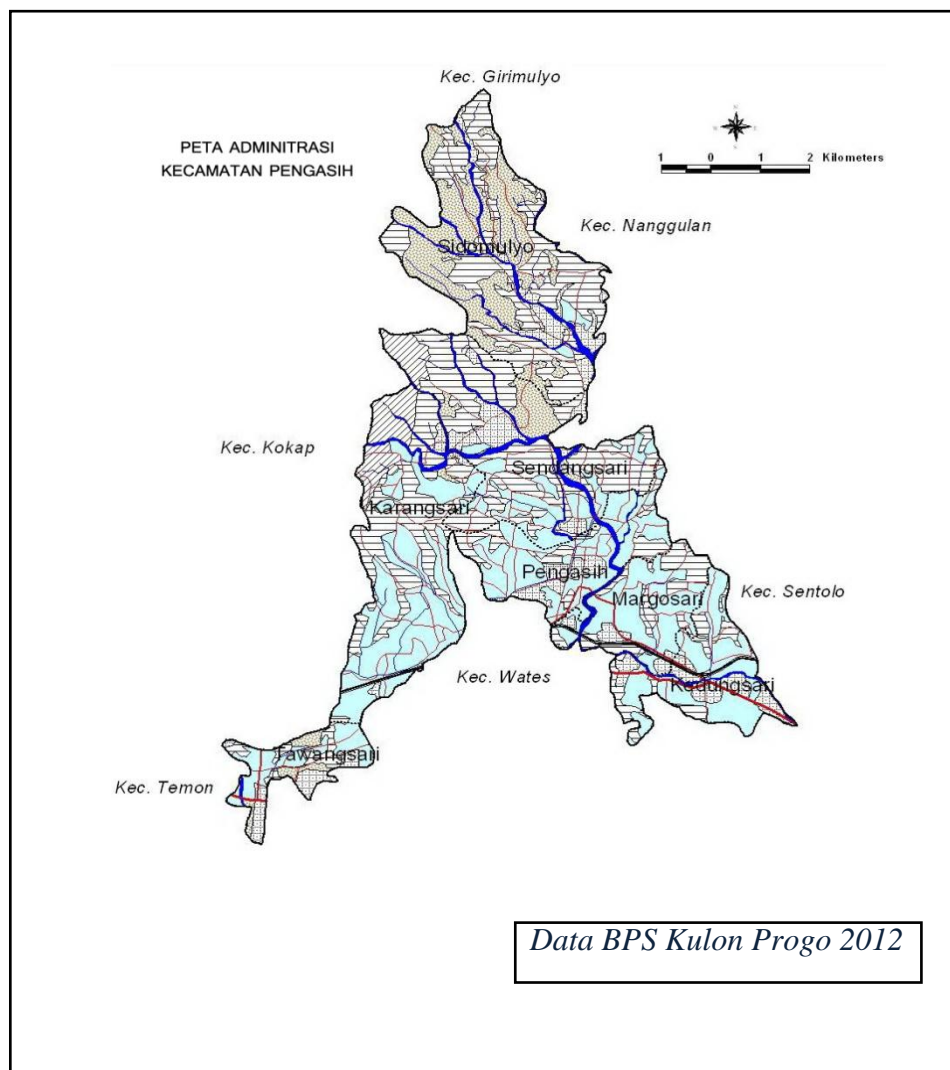 Kec. Girimulyo
PETA ADMINITRASI
KECAMATAN PENGASIH
1 0 1 2 Kilometers
Kec. Nanggulan
Sidomulyo
Kec. Kokap
Sendangsari
Karangsari
Pengasih
Margosari
Kec. Sentolo
Kec. Wates
Kedungsari
Tawangsari
Kec. Temon
Data BPS Kulon Progo 2012